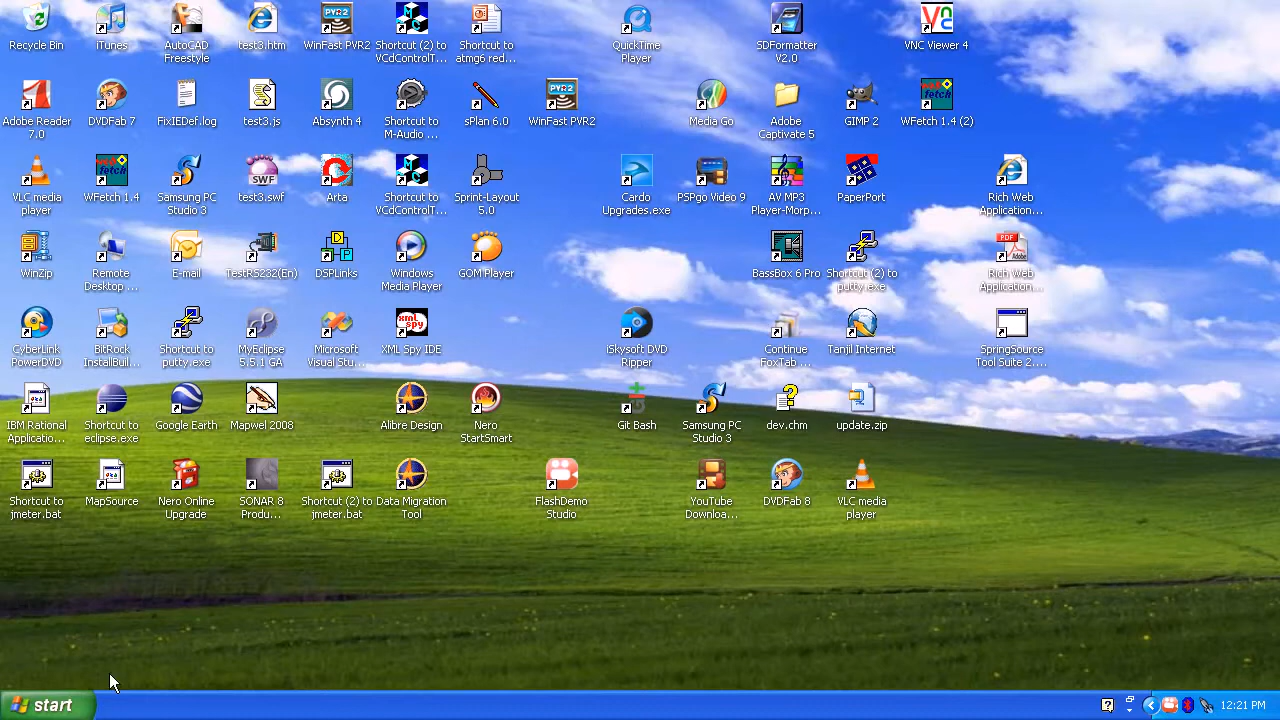 Recycle Bin
iTunes
AutoCAD
Freestyle
test3.htm
WinFast PVR2
Shortcut (2) to
VCdControlT...
Shortcut to
atmg6 red...
QuickTime
Player
SDFormatter
V2.0
VNC Viewer 4
Adobe Reader
7.0
DVDFab 7
FixIEDef.log
test3.js
Absynth 4
Shortcut to
M-Audio ...
sPlan 6.0
WinFast PVR2
Media Go
Adobe
Captivate 5
GIMP 2
WFetch 1.4 (2)
VLC media
player
WFetch 1.4
Samsung PC
Studio 3
test3.swf
Arta
Shortcut to
VCdControlT...
Sprint-Layout
5.0
Cardo
Upgrades.exe
PSPgo Video 9
AV MP3
Player-Morp...
PaperPort
Rich Web
Application...
WinZip
Remote
Desktop ...
E-mail
TestRS232(En)
DSPLinks
Windows
Media Player
GOM Player
BassBox 6 Pro
Shortcut (2) to
putty.exe
Rich Web
Application...
CyberLink
PowerDVD
BitRock
InstallBuil...
Shortcut to
putty.exe
MyEclipse
5.5.1 GA
Microsoft
Visual Stu...
XML Spy IDE
iSkysoft DVD
Ripper
Continue
FoxTab ...
Tanjil Internet
SpringSource
Tool Suite 2....
IBM Rational
Applicatio...
Shortcut to
eclipse.exe
Google Earth
Mapwel 2008
Alibre Design
Nero
StartSmart
Git Bash
Samsung PC
Studio 3
dev.chm
update.zip
Shortcut to
jmeter.bat
MapSource
Nero Online
Upgrade
SONAR 8
Produ...
Shortcut (2) to
jmeter.bat
Data Migration
Tool
FlashDemo
Studio
YouTube
Downloa...
DVDFab 8
VLC media
player
start
12:21 PM